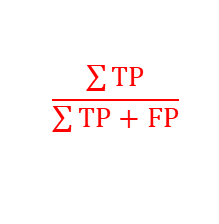 ∑ TP
∑ TP + FP